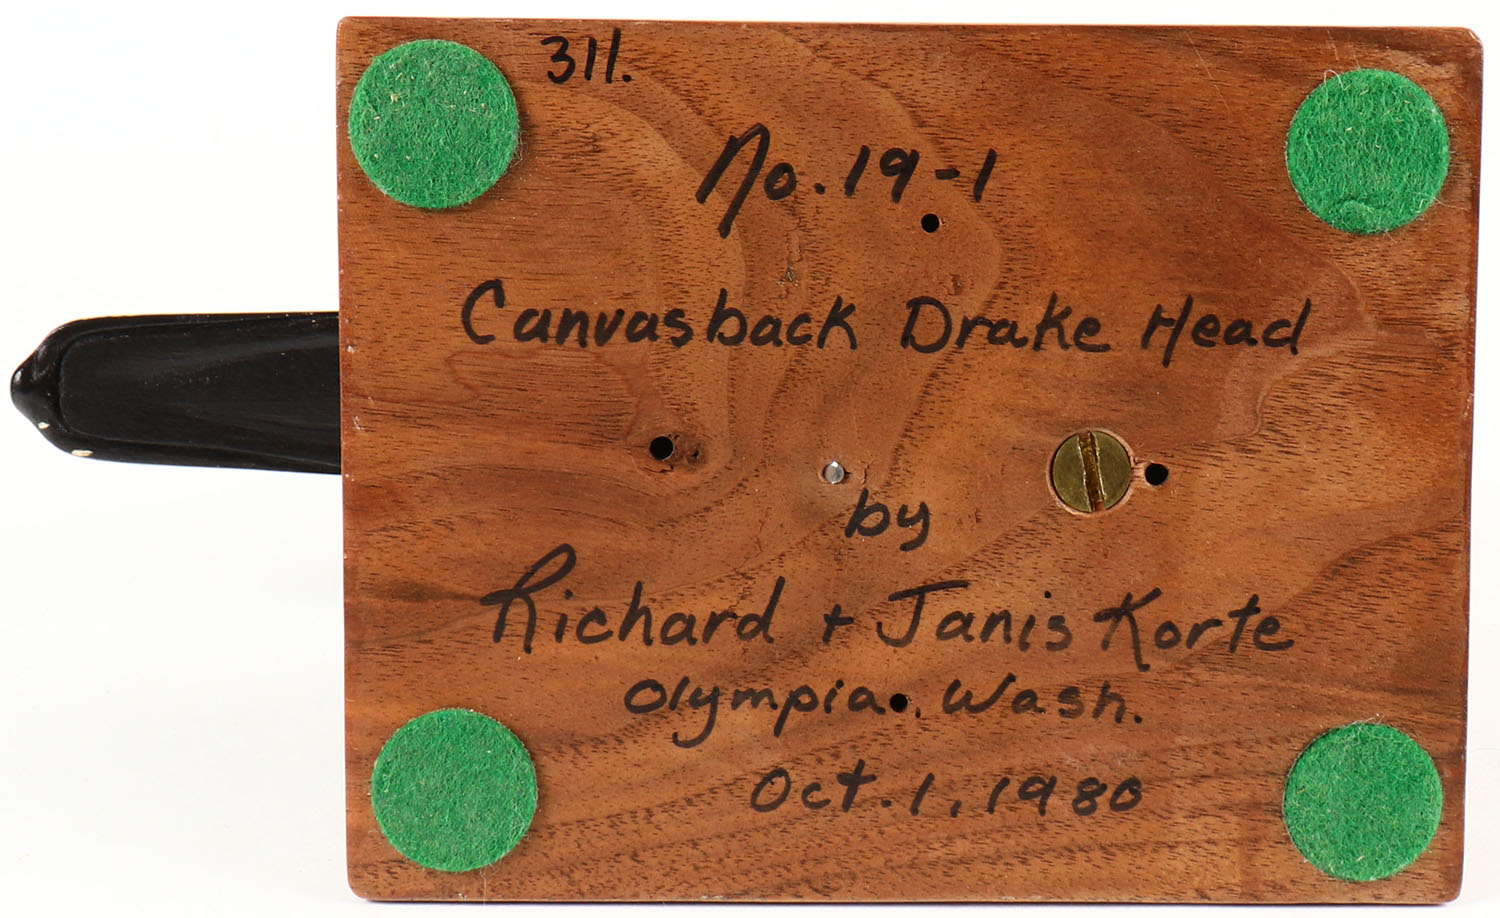 311.
No. 19-1
Canvasback Drake Head
by
Richard + Janis Korte
Olympia, Wash.
Oct. 1, 1980